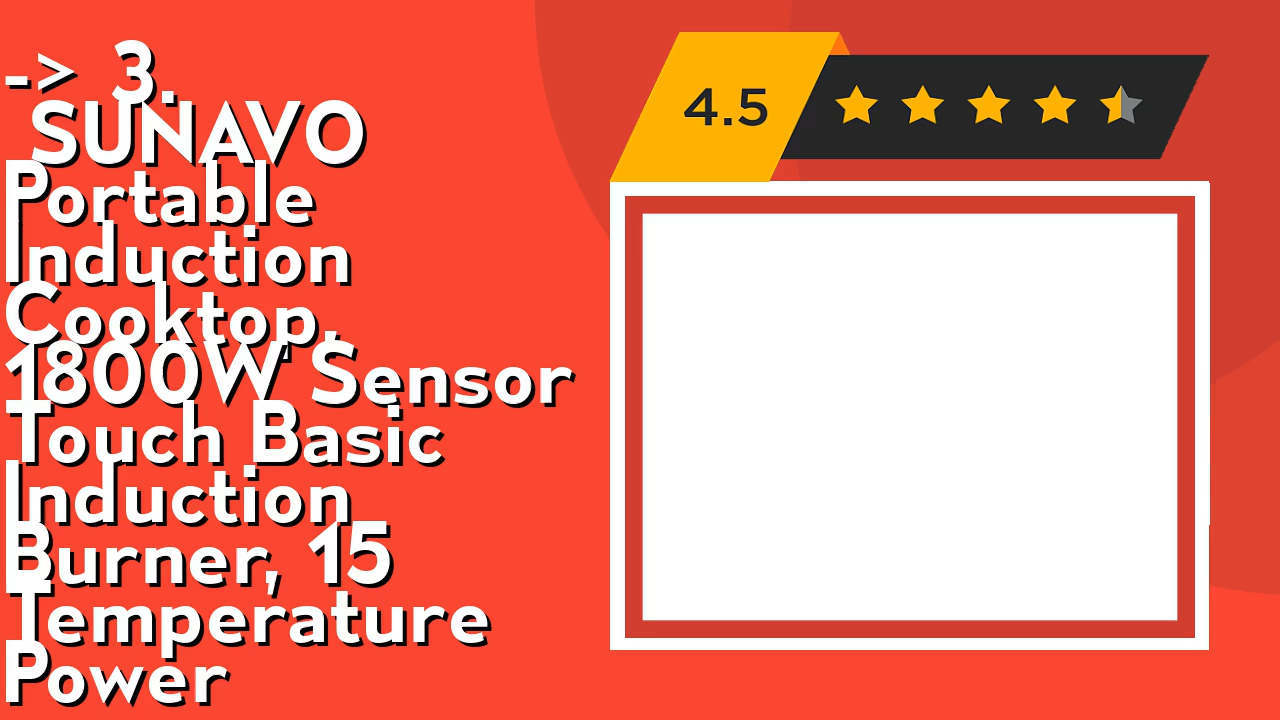 -> 3.
SUNAVO
Portable
Induction
Cooktop,
1800W Sensor
Touch Basic
Induction
Burner, 15
Temperature
Power
4.5